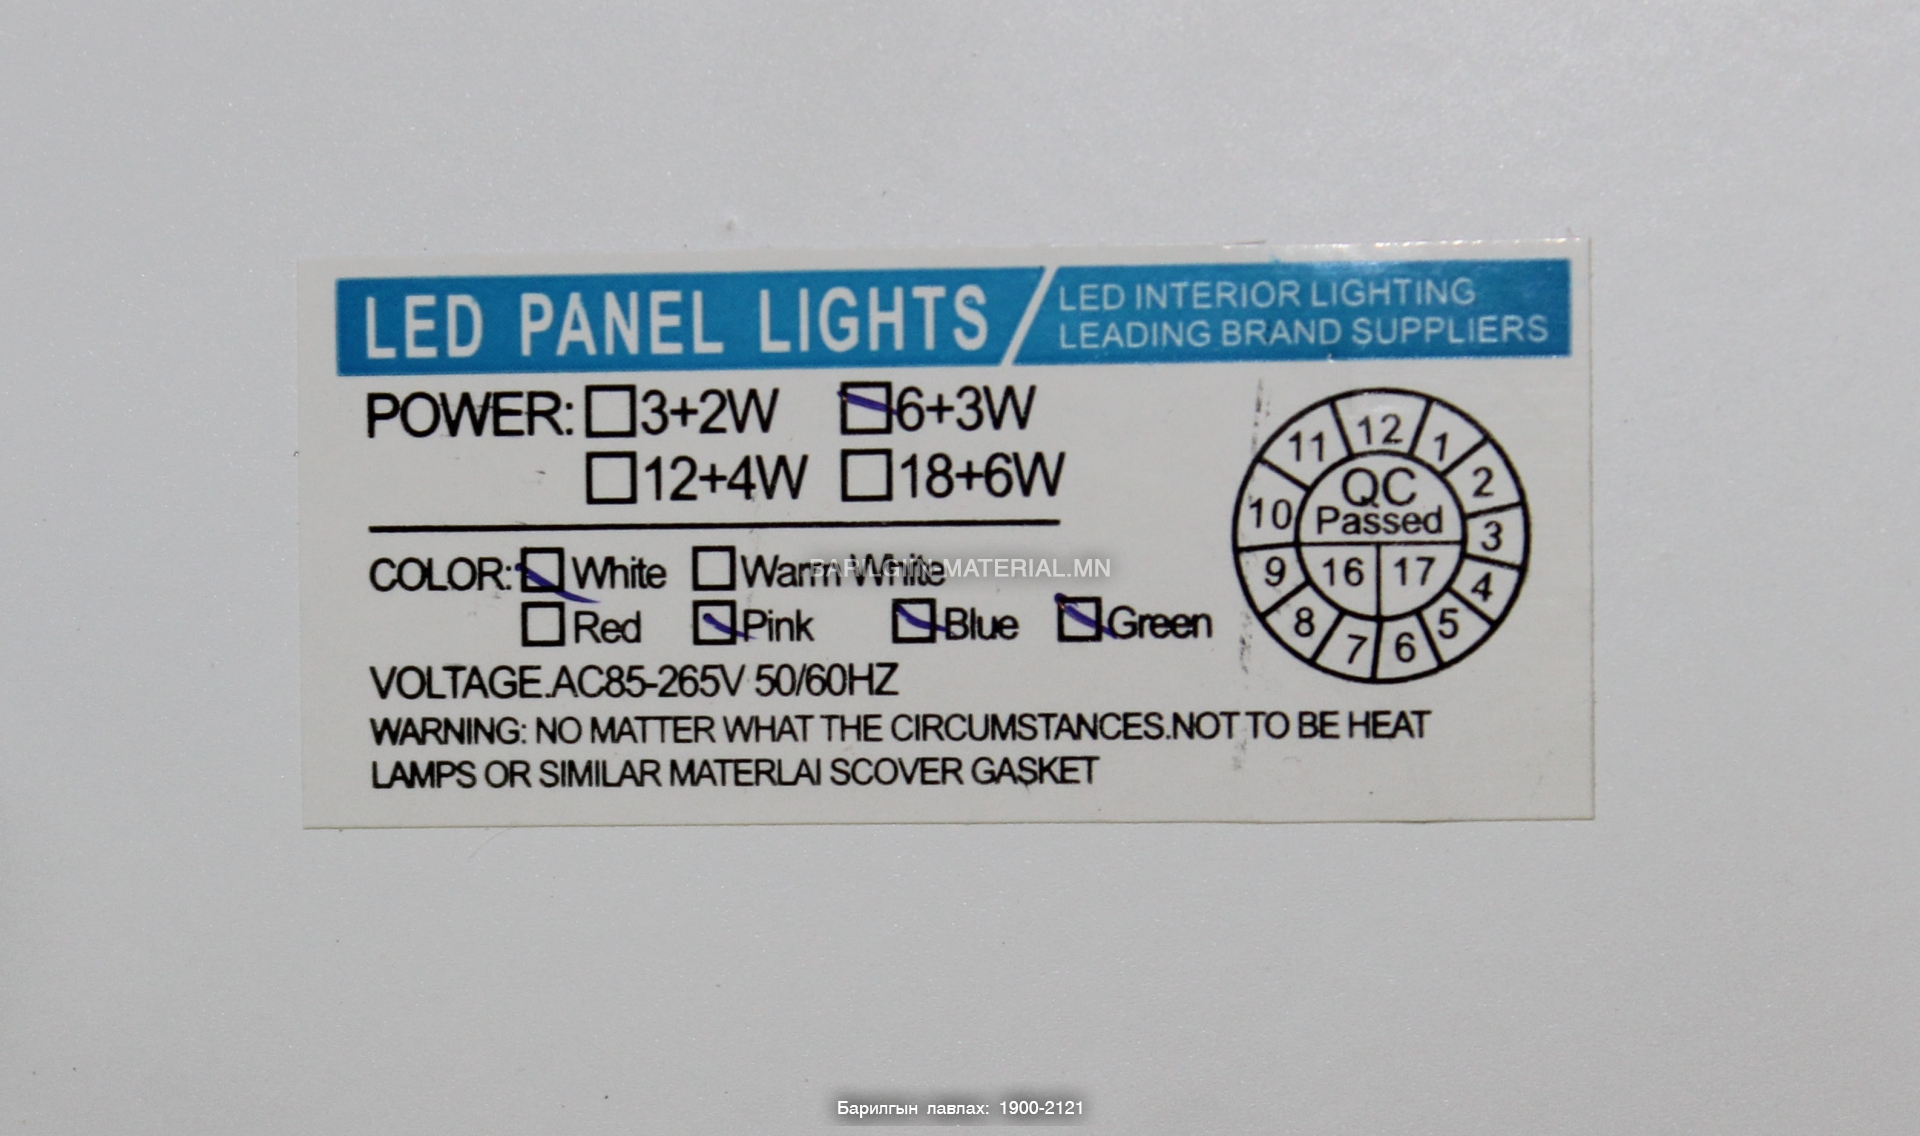 LED PANEL LIGHTS
LED INTERIOR LIGHTING
LEADING BRAND SUPPLIERS
POWER: 3+2W 6+3W
12+4W 18+6W
COLOR: White Warm White
Red Pink Blue Green
VOLTAGE.AC85-265V 50/60HZ
WARNING: NO MATTER WHAT THE CIRCUMSTANCES.NOT TO BE HEAT
LAMPS OR SIMILAR MATERLAI SCOVER GASKET
QC
Passed
16 17
12 1 2 3 4 5 6 7 8 9 10 11
BARILGIIN.MATERIAL.MN
Барилгын лавлах: 1900-2121